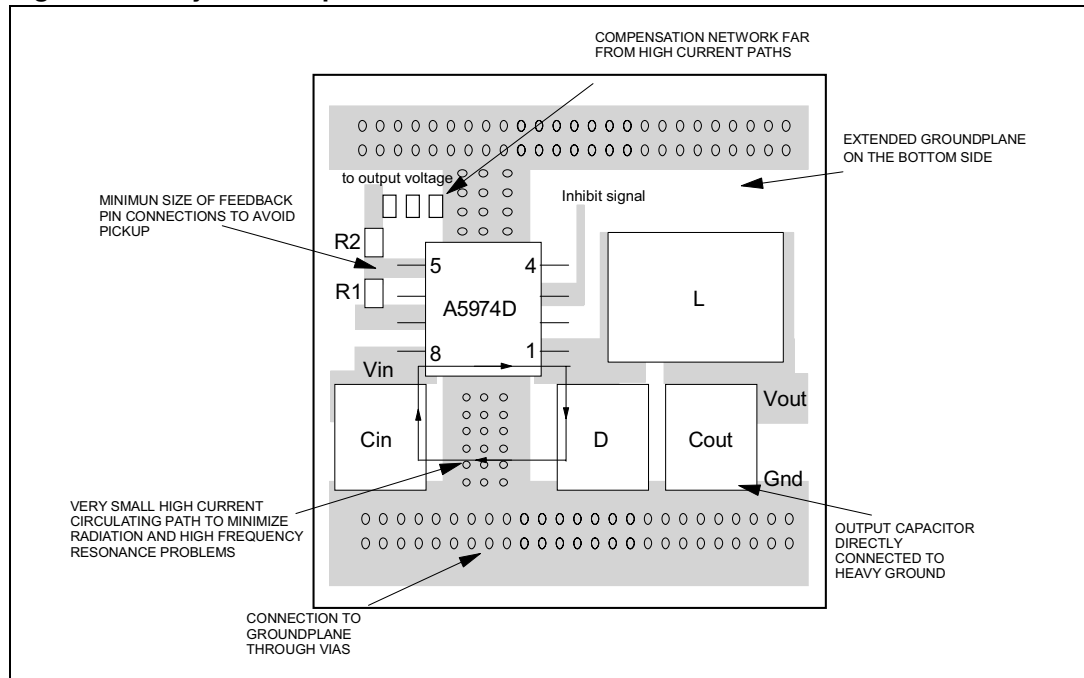 COMPENSATION NETWORK FAR
FROM HIGH CURRENT PATHS
EXTENDED GROUNDPLANE
ON THE BOTTOM SIDE
to output voltage
MINIMUN SIZE OF FEEDBACK
PIN CONNECTIONS TO AVOID
PICKUP
Inhibit signal
R2
5
4
R1
A5974D
L
8
1
Vin
Vout
Cin
D
Cout
Gnd
VERY SMALL HIGH CURRENT
CIRCULATING PATH TO MINIMIZE
RADIATION AND HIGH FREQUENCY
RESONANCE PROBLEMS
OUTPUT CAPACITOR
DIRECTLY
CONNECTED TO
HEAVY GROUND
CONNECTION TO
GROUNDPLANE
THROUGH VIAS